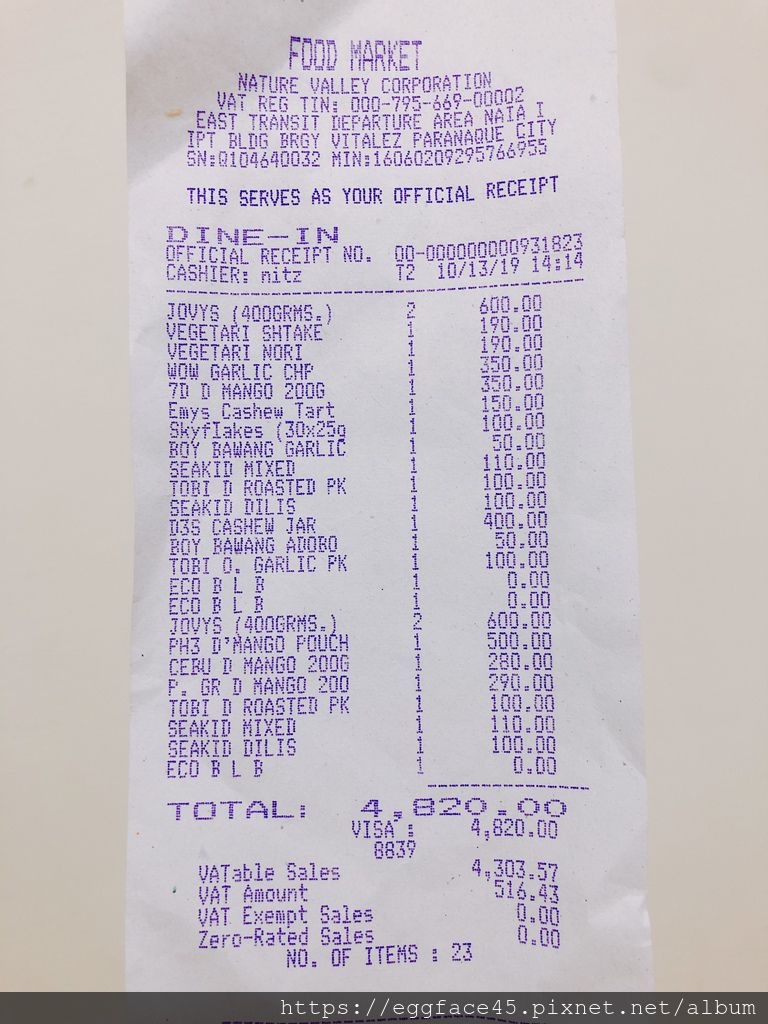 FOOD MARKET
NATURE VALLEY CORPORATION
VAT REG TIN: 000-795-669-00002
EAST TRANSIT DEPARTURE AREA NAIA I
IPT BLDG BRGY VITALEZ PARANAQUE CITY
SN:Q104640032 MIN:16060209295766955
THIS SERVES AS YOUR OFFICIAL RECEIPT
DINE-IN
OFFICIAL RECEIPT NO. 00-000000000931823
CASHIER: nitz T2 10/13/19 14:14
JOVYS (400GRMS.) 2 600.00
VEGETARI SHTAKE 1 190.00
VEGETARI NORI 1 190.00
WOW GARLIC CHP 1 350.00
7D D MANGO 200G 1 350.00
Emys Cashew Tart 1 150.00
Skyflakes (30x25g 1 100.00
BOY BAWANG GARLIC 1 50.00
SEAKID MIXED 1 110.00
TOBI D ROASTED PK 1 100.00
SEAKID DILIS 1 100.00
D3S CASHEW JAR 1 400.00
BOY BAWANG ADOBO 1 50.00
TOBI O. GARLIC PK 1 100.00
ECO B L B 1 0.00
ECO B L B 1 0.00
JOVYS (400GRMS.) 2 600.00
PH3 D'MANGO POUCH 1 500.00
CEBU D MANGO 200G 1 280.00
P. GR D MANGO 200 1 290.00
TOBI D ROASTED PK 1 100.00
SEAKID MIXED 1 110.00
SEAKID DILIS 1 100.00
ECO B L B 1 0.00
TOTAL: 4,820.00
VISA : 4,820.00
8839
VATable Sales 4,303.57
VAT Amount 516.43
VAT Exempt Sales 0.00
Zero-Rated Sales 0.00
NO. OF ITEMS : 23
https://eggface45.pixnet.net/album